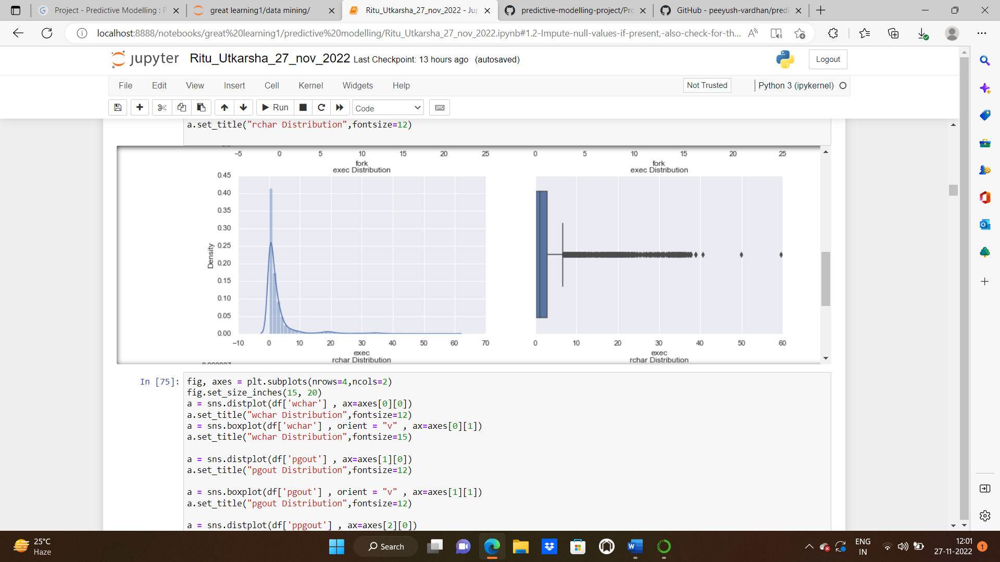 Project - Predictive Modelling : P
great learning1/data mining/
Ritu_Utkarsha_27_nov_2022 - Jup
predictive-modelling-project/Pro
GitHub - peeyush-vardhan/predi
localhost:8888/notebooks/great%20learning1/predictive%20modelling/Ritu_Utkarsha_27_nov_2022.ipynb#1.2-Impute-null-values-if-present,-also-check-for-th...
jupyter Ritu_Utkarsha_27_nov_2022 Last Checkpoint: 13 hours ago (autosaved)
Logout
File Edit View Insert Cell Kernel Widgets Help
Not Trusted
Python 3 (ipykernel)
Run
Code
a.set_title("rchar Distribution",fontsize=12)
−5 0 5 10 15 20 25
0 5 10 15 20 25
fork
fork
exec Distribution
exec Distribution
0.45
0.40
0.35
0.30
0.25
0.20
0.15
0.10
0.05
0.00
Density
−10 0 10 20 30 40 50 60 70
0 10 20 30 40 50 60
exec
exec
rchar Distribution
rchar Distribution
In [75]:
fig, axes = plt.subplots(nrows=4,ncols=2)
fig.set_size_inches(15, 20)
a = sns.distplot(df['wchar'] , ax=axes[0][0])
a.set_title("wchar Distribution",fontsize=12)
a = sns.boxplot(df['wchar'] , orient = "v" , ax=axes[0][1])
a.set_title("wchar Distribution",fontsize=15)
a = sns.distplot(df['pgout'] , ax=axes[1][0])
a.set_title("pgout Distribution",fontsize=12)
a = sns.boxplot(df['pgout'] , orient = "v" , ax=axes[1][1])
a.set_title("pgout Distribution",fontsize=12)
a = sns.distplot(df['ppgout'] , ax=axes[2][0])
25°C
Haze
Search
ENG
IN
12:01
27-11-2022
1